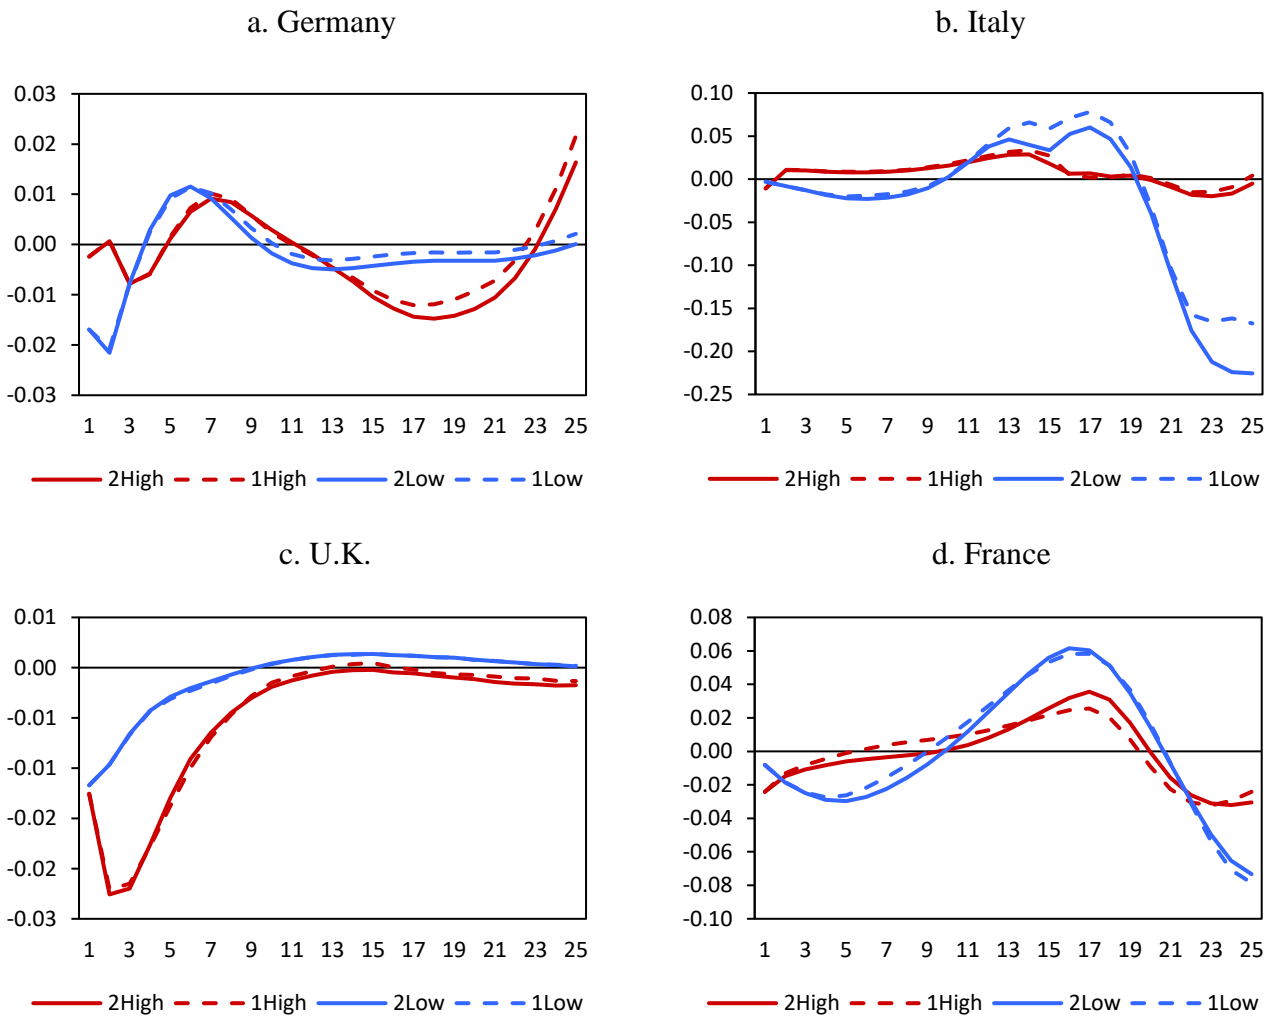 a. Germany
b. Italy
0.03
0.02
0.01
0.00
-0.01
-0.02
-0.03
1 3 5 7 9 11 13 15 17 19 21 23 25
2High 1High 2Low 1Low
0.10
0.05
0.00
-0.05
-0.10
-0.15
-0.20
-0.25
1 3 5 7 9 11 13 15 17 19 21 23 25
2High 1High 2Low 1Low
c. U.K.
d. France
0.01
0.00
-0.01
-0.01
-0.02
-0.02
-0.03
1 3 5 7 9 11 13 15 17 19 21 23 25
2High 1High 2Low 1Low
0.08
0.06
0.04
0.02
0.00
-0.02
-0.04
-0.06
-0.08
-0.10
1 3 5 7 9 11 13 15 17 19 21 23 25
2High 1High 2Low 1Low